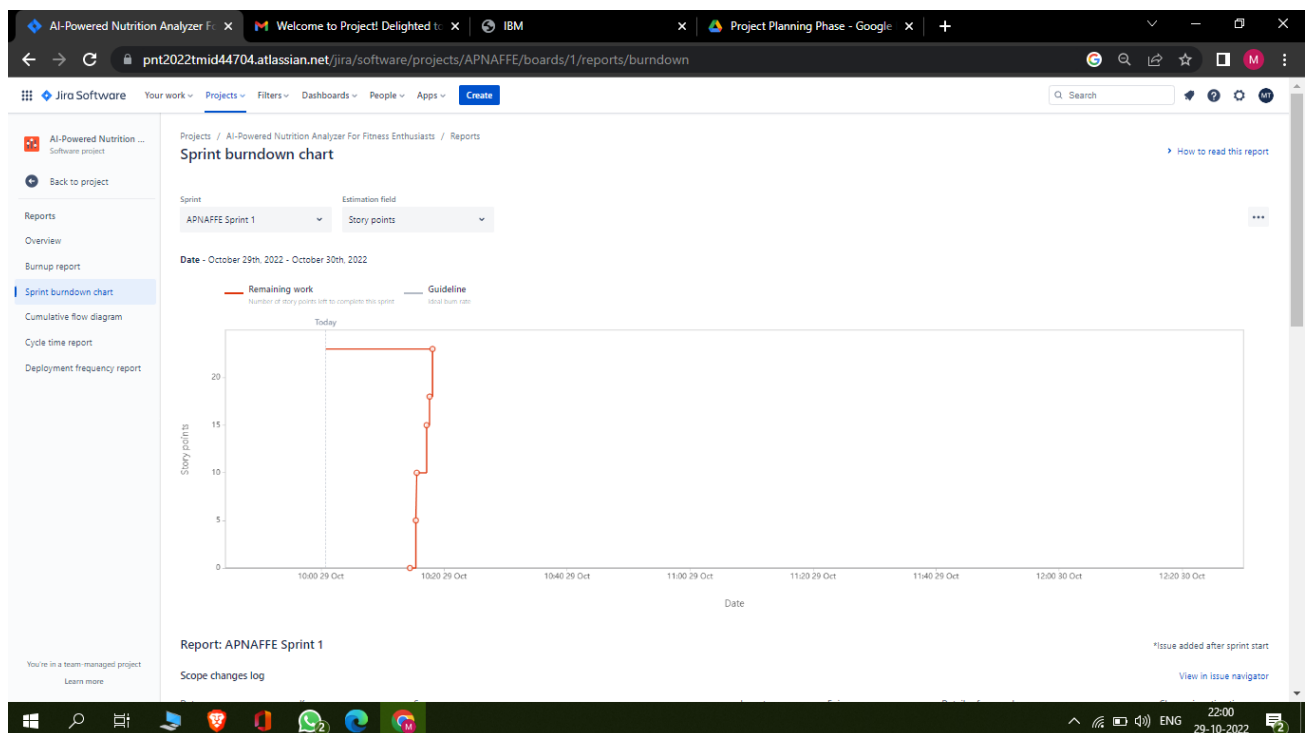 AI-Powered Nutrition Analyzer Fo
Welcome to Project! Delighted to
IBM
Project Planning Phase - Google
pnt2022tmid44704.atlassian.net/jira/software/projects/APNAFFE/boards/1/reports/burndown
M
Jira Software Your work Projects Filters Dashboards People Apps Create Search MT
AI-Powered Nutrition ...
Software project
Back to project
Reports
Overview
Burnup report
Sprint burndown chart
Cumulative flow diagram
Cycle time report
Deployment frequency report
You're in a team-managed project
Learn more
Projects / AI-Powered Nutrition Analyzer For Fitness Enthusiasts / Reports
Sprint burndown chart
How to read this report
Sprint Estimation field
APNAFFE Sprint 1 Story points
Date - October 29th, 2022 - October 30th, 2022
Remaining work Guideline
Number of story points left to complete this sprint Ideal burn rate
Today
20
15
10
5
0
Story points
10:00 29 Oct 10:20 29 Oct 10:40 29 Oct 11:00 29 Oct 11:20 29 Oct 11:40 29 Oct 12:00 30 Oct 12:20 30 Oct
Date
Report: APNAFFE Sprint 1
*Issue added after sprint start
Scope changes log
View in issue navigator
2
M
ENG
22:00
29-10-2022
2